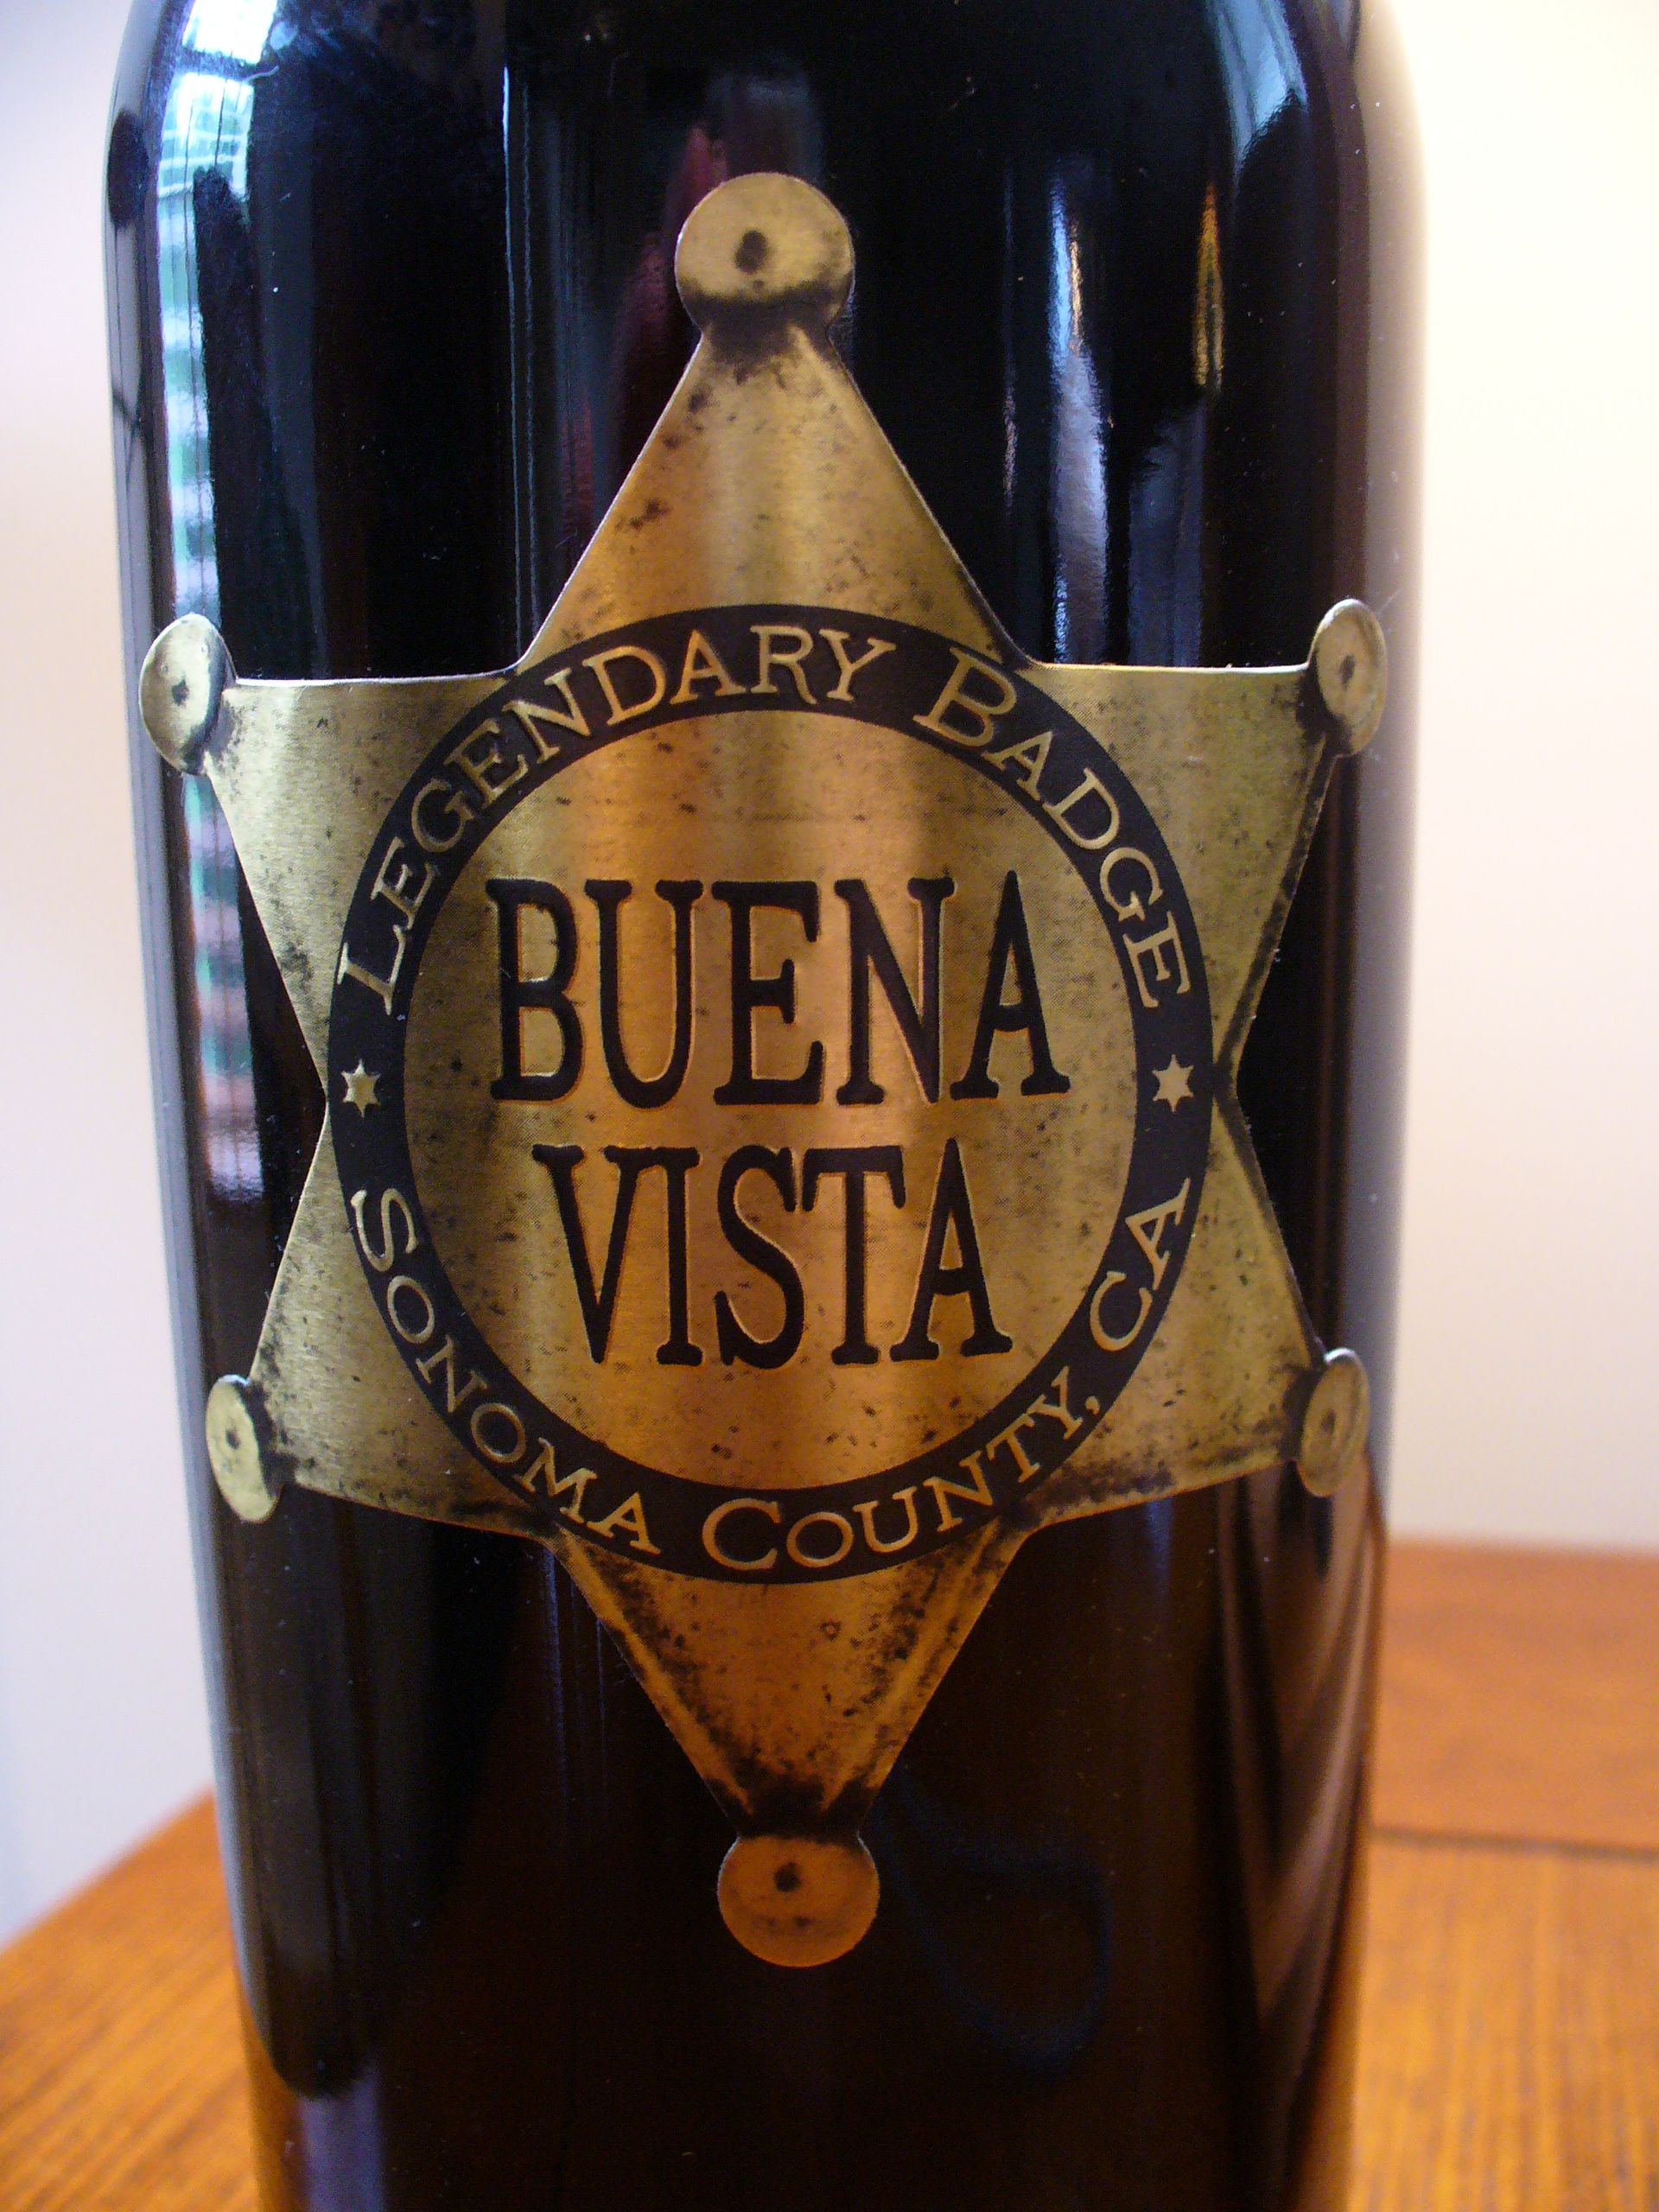 LEGENDARY BADGE
BUENA
VISTA
SONOMA COUNTY, CA